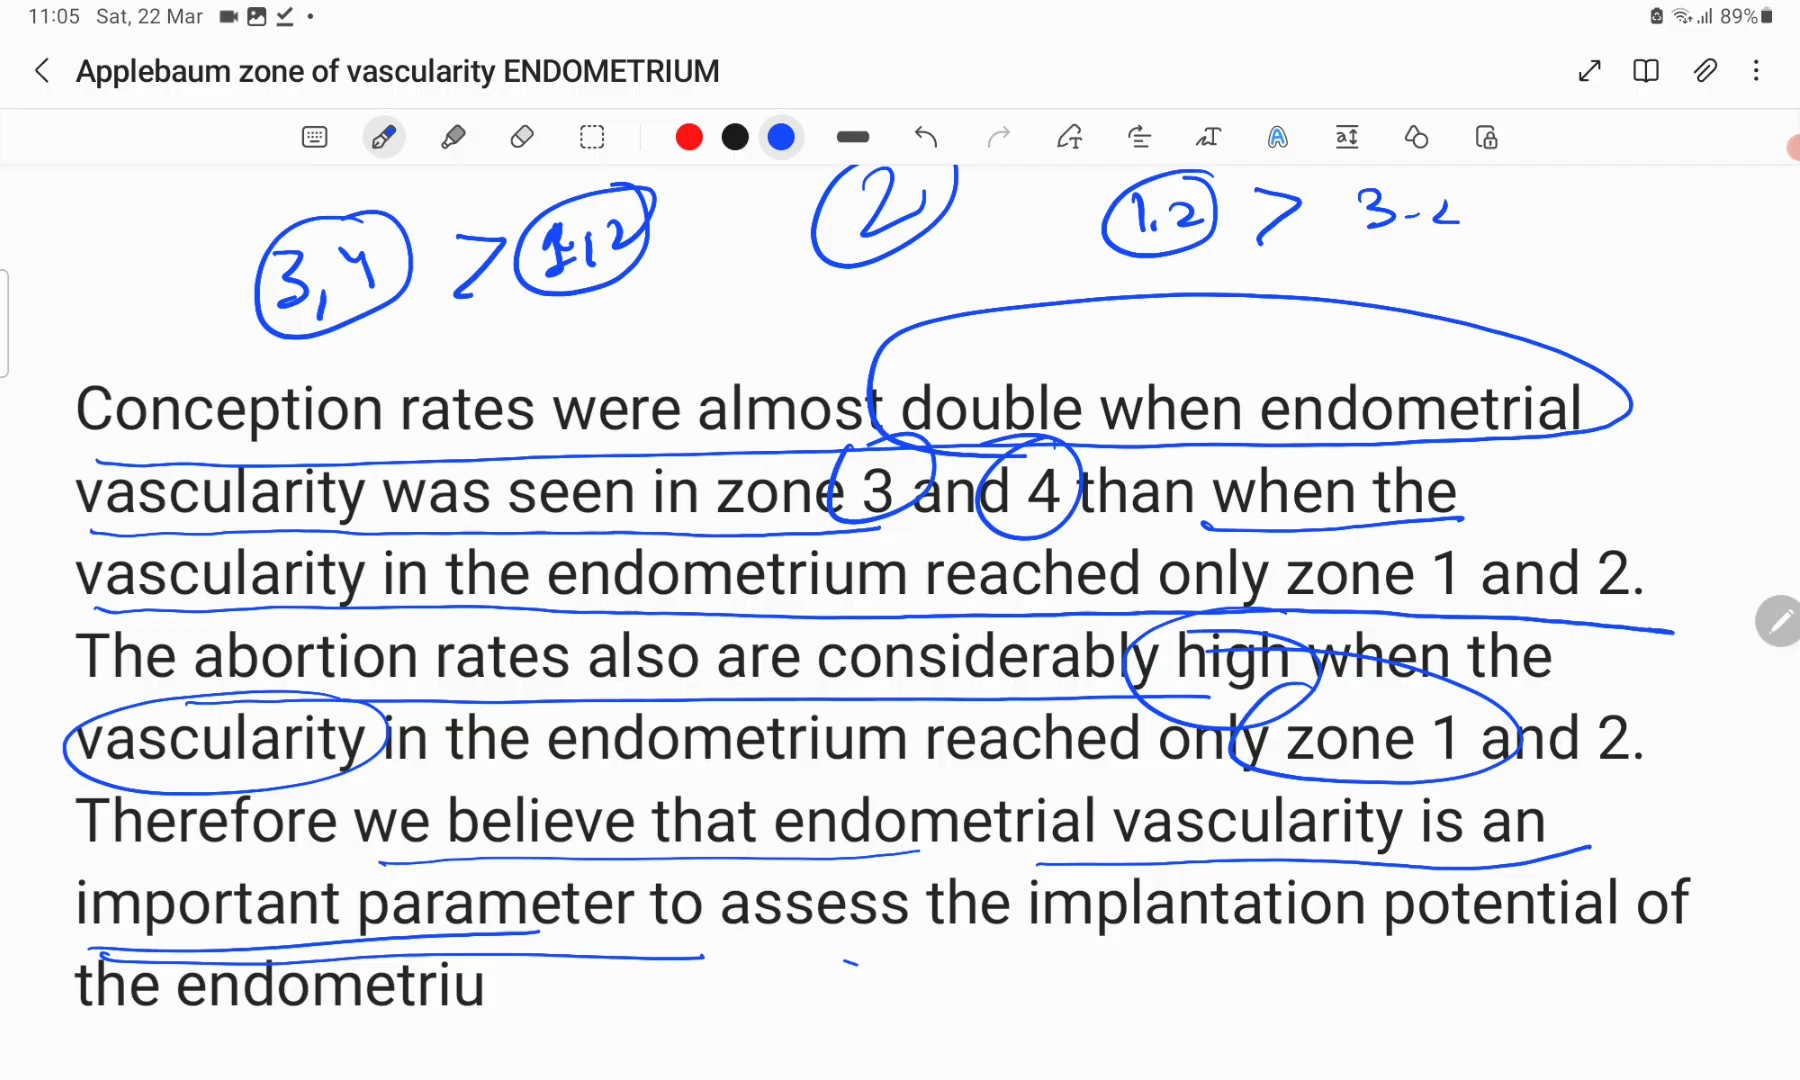 11:05 Sat, 22 Mar 89%
Applebaum zone of vascularity ENDOMETRIUM
3,4 > 1,2 2 1,2 > 3-
Conception rates were almost double when endometrial
vascularity was seen in zone 3 and 4 than when the
vascularity in the endometrium reached only zone 1 and 2.
The abortion rates also are considerably high when the
vascularity in the endometrium reached only zone 1 and 2.
Therefore we believe that endometrial vascularity is an
important parameter to assess the implantation potential of
the endometriu